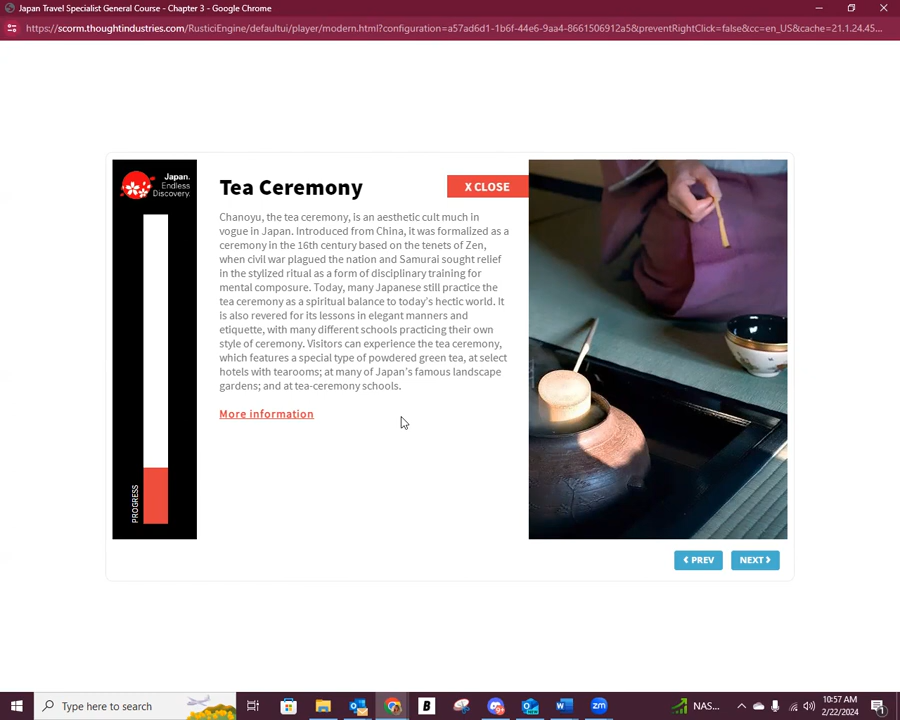 Japan Travel Specialist General Course - Chapter 3 - Google Chrome
https://scorm.thoughtindustries.com/RusticiEngine/defaultui/player/modern.html?configuration=a57ad6d1-1b6f-44e6-9aa4-8661506912a5&preventRightClick=false&cc=en_US&cache=21.1.24.45...
Japan.
Endless
Discovery.
PROGRESS
Tea Ceremony
X CLOSE
Chanoyu, the tea ceremony, is an aesthetic cult much in
vogue in Japan. Introduced from China, it was formalized as a
ceremony in the 16th century based on the tenets of Zen,
when civil war plagued the nation and Samurai sought relief
in the stylized ritual as a form of disciplinary training for
mental composure. Today, many Japanese still practice the
tea ceremony as a spiritual balance to today's hectic world. It
is also revered for its lessons in elegant manners and
etiquette, with many different schools practicing their own
style of ceremony. Visitors can experience the tea ceremony,
which features a special type of powdered green tea, at select
hotels with tearooms; at many of Japan's famous landscape
gardens; and at tea-ceremony schools.
More information
PREV
NEXT
Type here to search
B
W
zm
NAS...
10:57 AM
2/22/2024
1